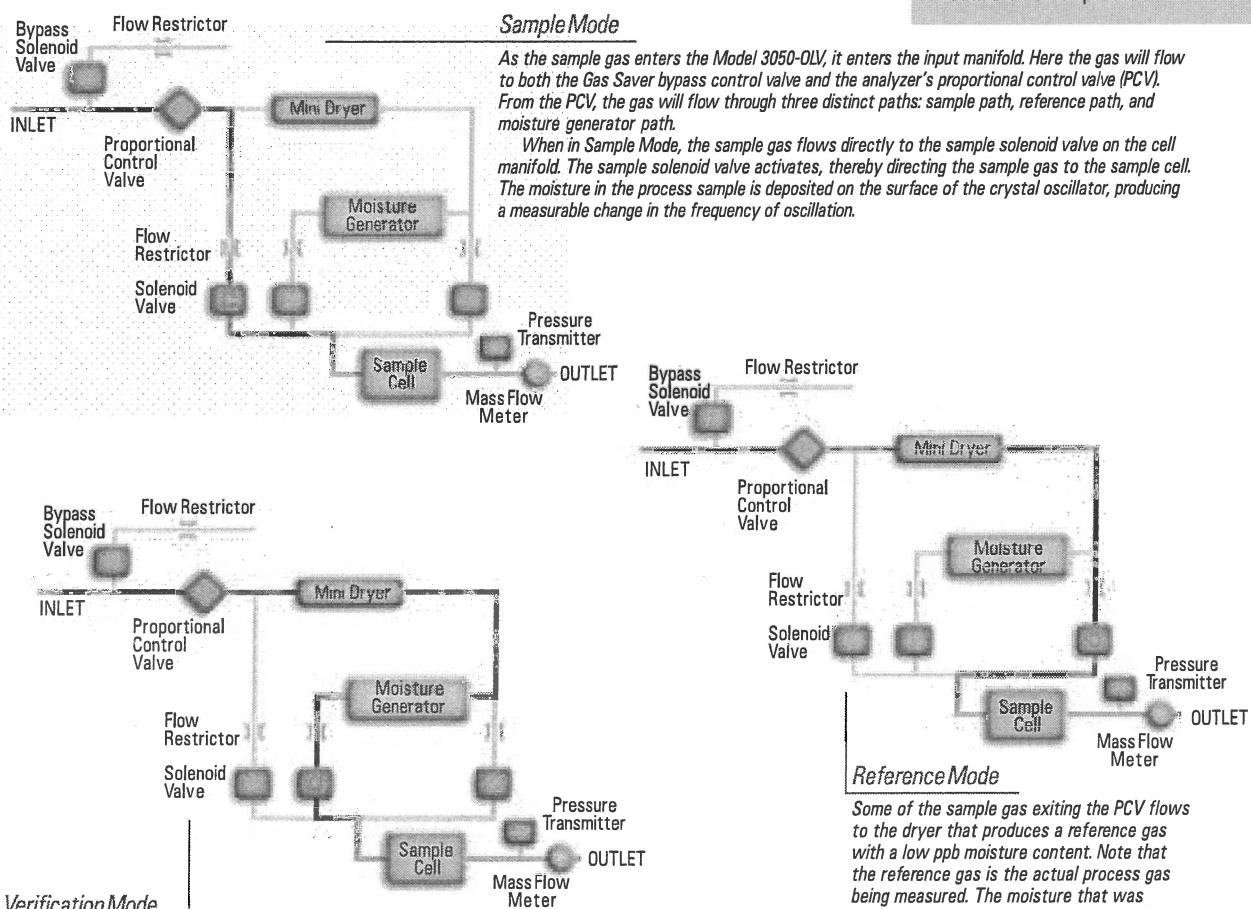 Sample Mode
As the sample gas enters the Model 3050-OLV, it enters the input manifold. Here the gas will flow
to both the Gas Saver bypass control valve and the analyzer's proportional control valve (PCV).
From the PCV, the gas will flow through three distinct paths: sample path, reference path, and
moisture generator path.
When in Sample Mode, the sample gas flows directly to the sample solenoid valve on the cell
manifold. The sample solenoid valve activates, thereby directing the sample gas to the sample cell.
The moisture in the process sample is deposited on the surface of the crystal oscillator, producing
a measurable change in the frequency of oscillation.
Bypass
Solenoid
Valve
Flow Restrictor
INLET
Proportional
Control
Valve
Mini Dryer
Moisture
Generator
Flow
Restrictor
Solenoid
Valve
Pressure
Transmitter
Sample
Cell
OUTLET
Mass Flow
Meter
Bypass
Solenoid
Valve
Flow Restrictor
INLET
Proportional
Control
Valve
Mini Dryer
Moisture
Generator
Flow
Restrictor
Solenoid
Valve
Pressure
Transmitter
Sample
Cell
OUTLET
Mass Flow
Meter
Reference Mode
Some of the sample gas exiting the PCV flows
to the dryer that produces a reference gas
with a low ppb moisture content. Note that
the reference gas is the actual process gas
being measured. The moisture that was
Bypass
Solenoid
Valve
Flow Restrictor
INLET
Proportional
Control
Valve
Mini Dryer
Moisture
Generator
Flow
Restrictor
Solenoid
Valve
Pressure
Transmitter
Sample
Cell
OUTLET
Mass Flow
Meter
Verification Mode